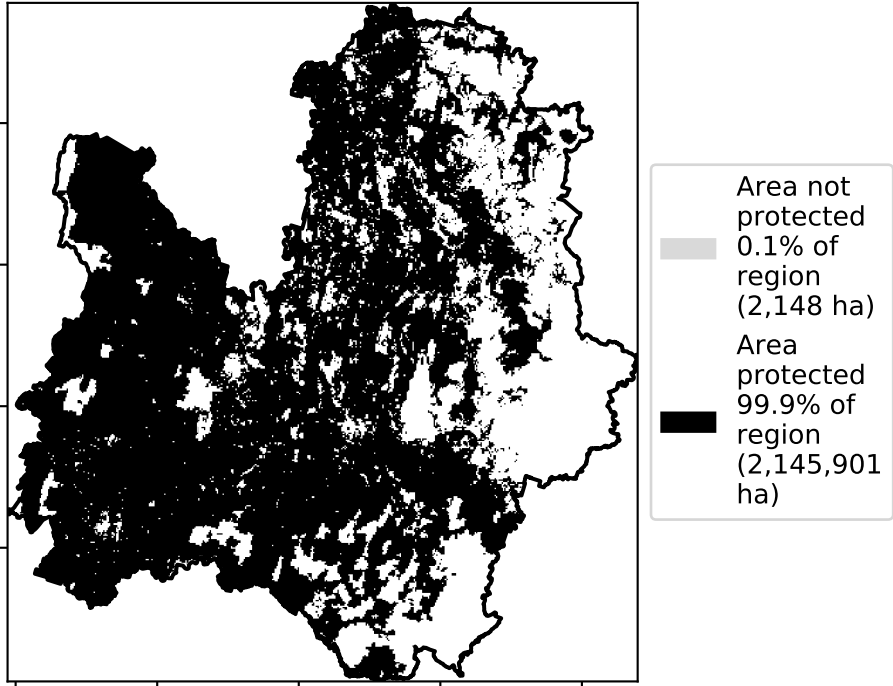 Area not
protected
0.1% of
region
(2,148 ha)
Area
protected
99.9% of
region
(2,145,901
ha)